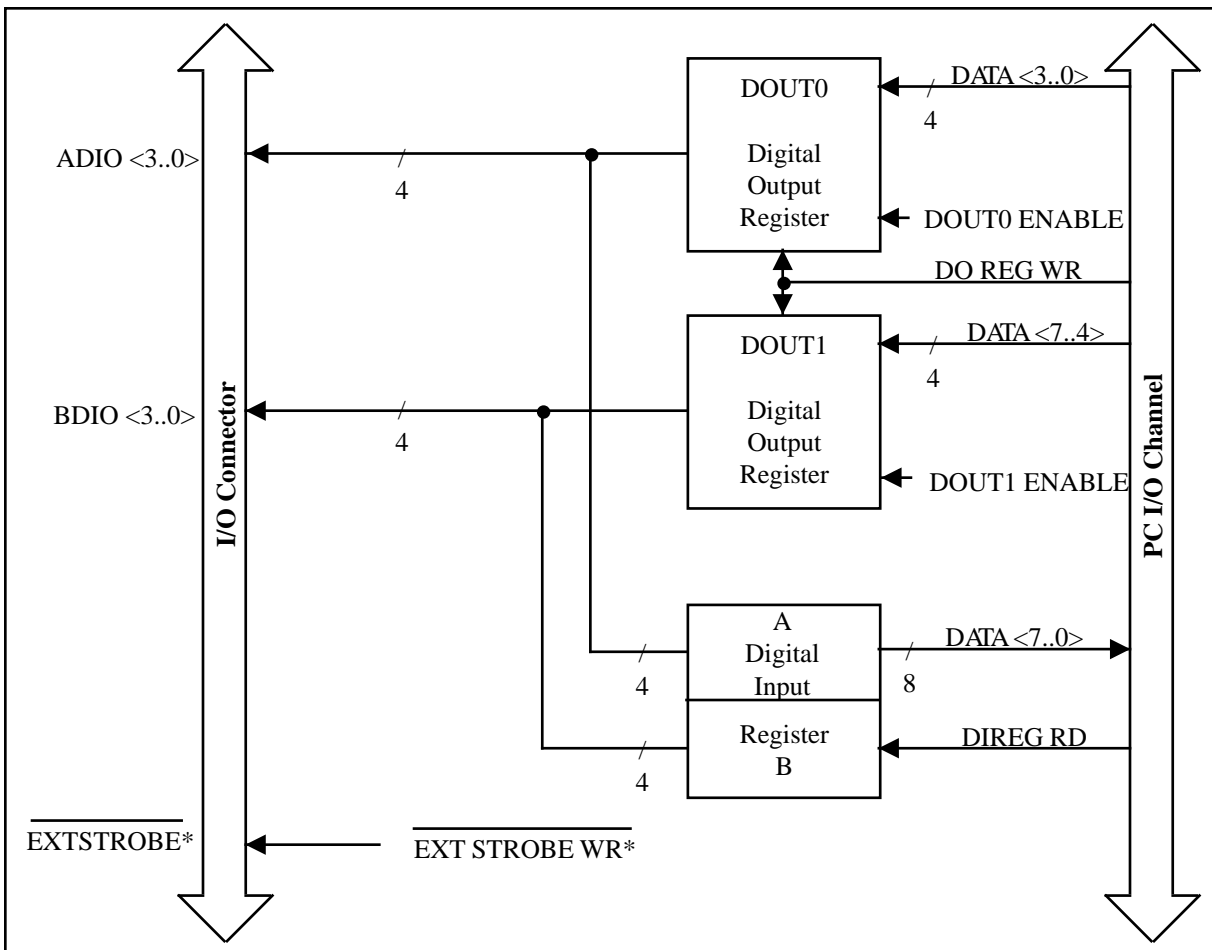 DOUT0
DATA <3..0>
4
ADIO <3..0>
4
Digital
Output
Register
DOUT0 ENABLE
DO REG WR
DOUT1
DATA <7..4>
4
BDIO <3..0>
4
Digital
Output
Register
DOUT1 ENABLE
I/O Connector
PC I/O Channel
A
Digital
Input
DATA <7..0>
4
8
Register
B
DIREG RD
4
EXTSTROBE*
EXT STROBE WR*